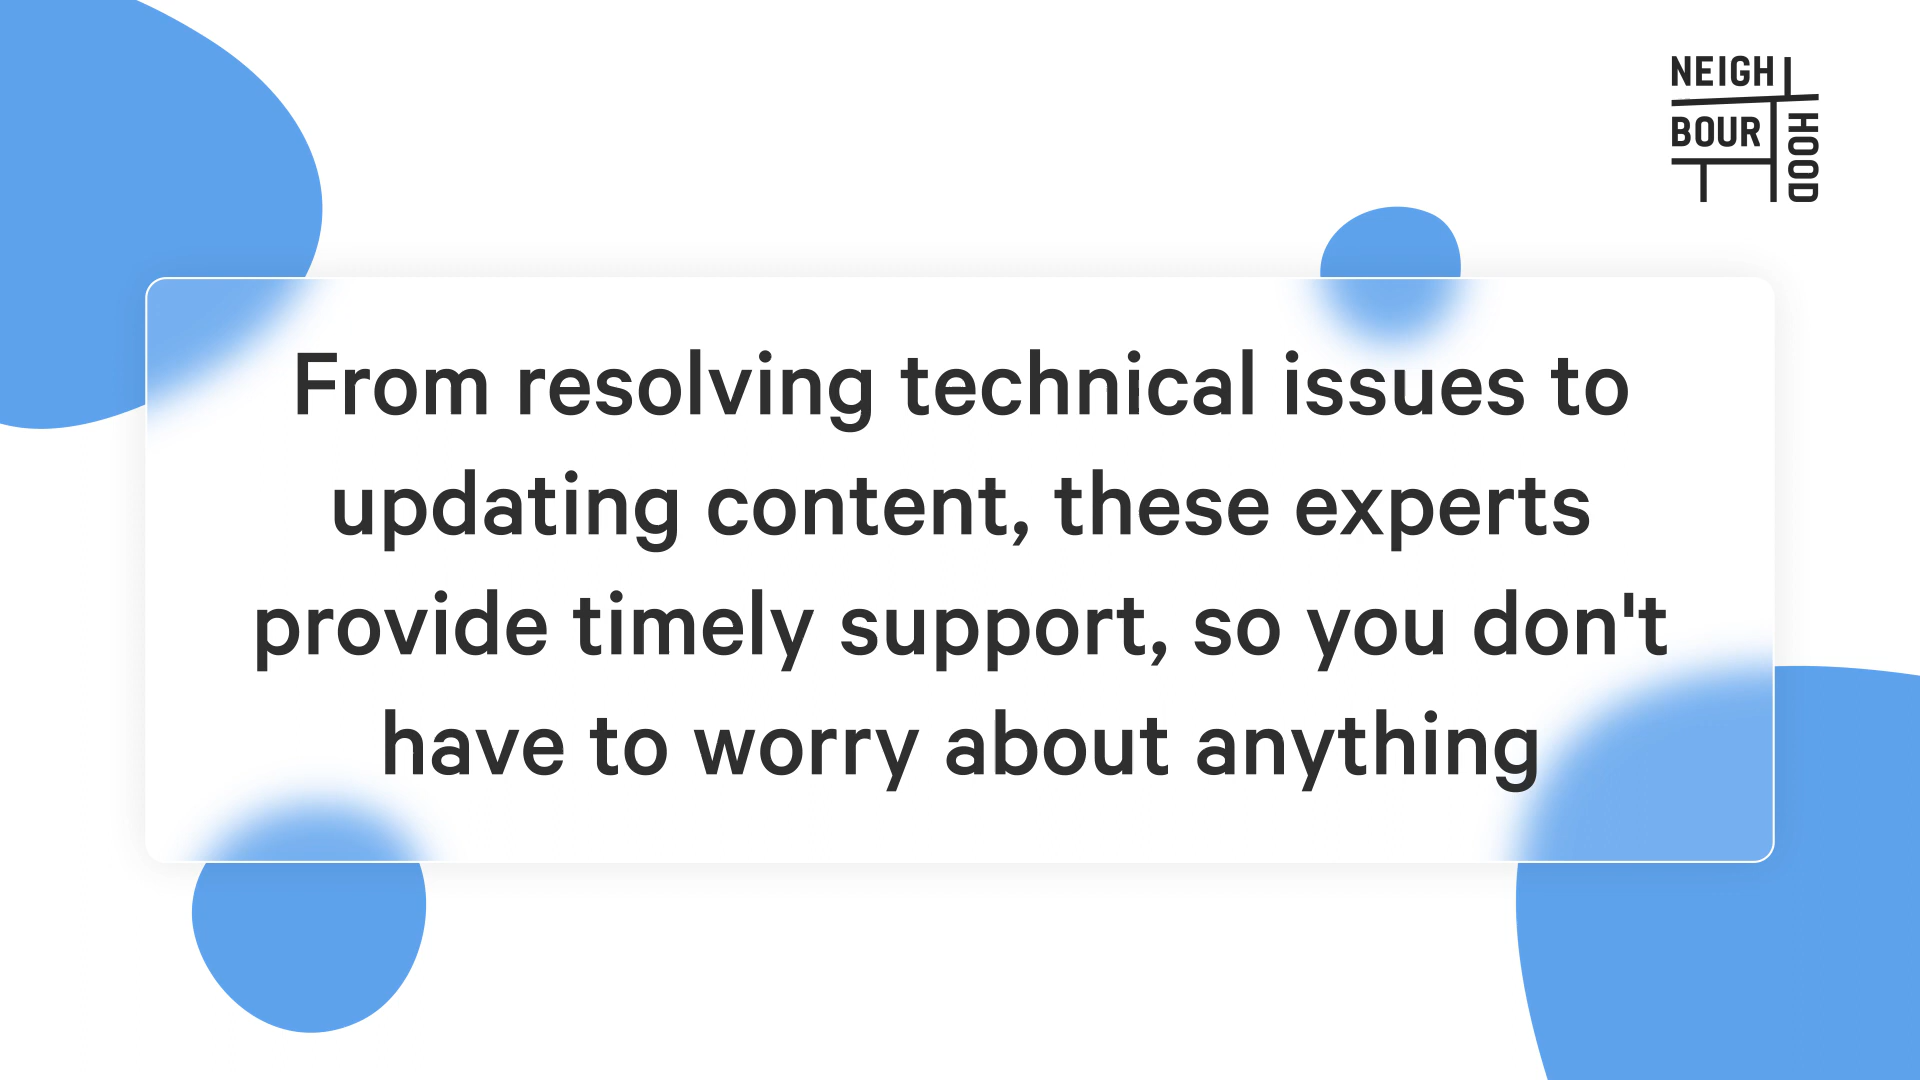 NEIGH
BOUR
HOOD
From resolving technical issues to
updating content, these experts
provide timely support, so you don't
have to worry about anything